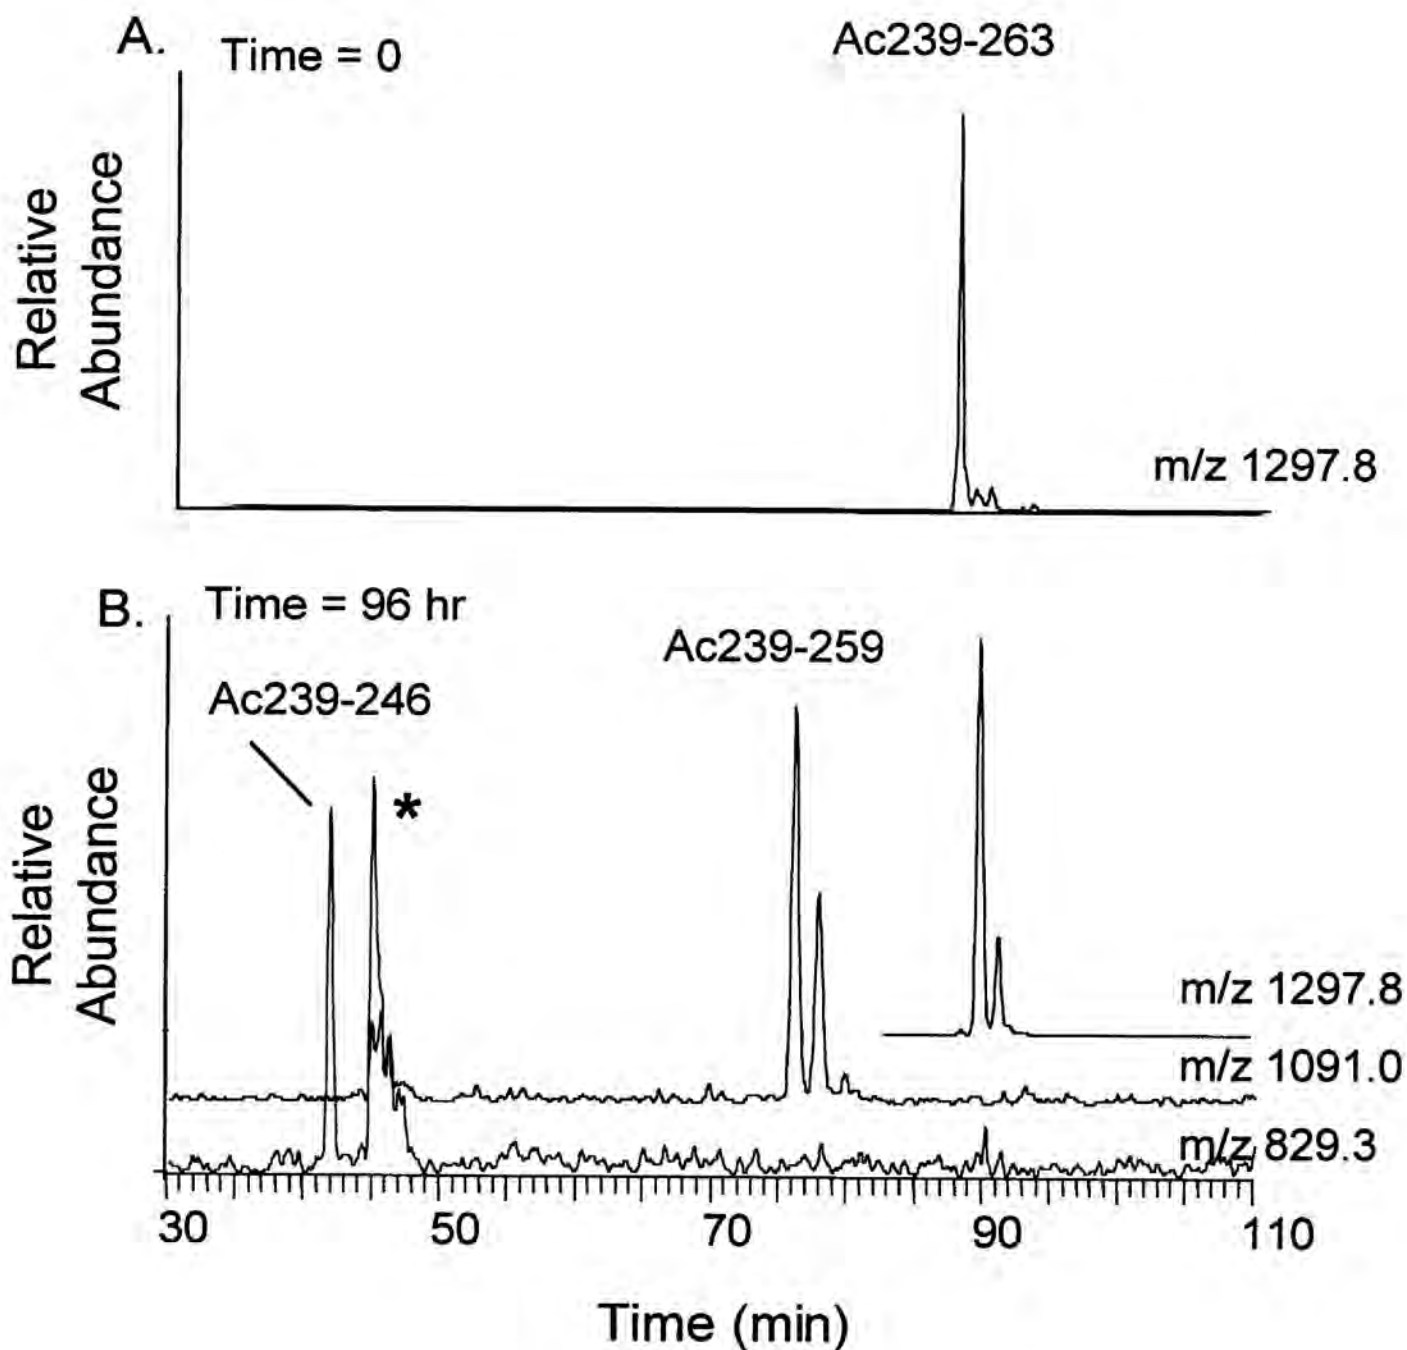 A.
Time = 0
Ac239-263
Relative
Abundance
m/z 1297.8
B.
Time = 96 hr
Ac239-259
Ac239-246
*
Relative
Abundance
m/z 1297.8
m/z 1091.0
m/z 829.3
30 50 70 90 110
Time (min)